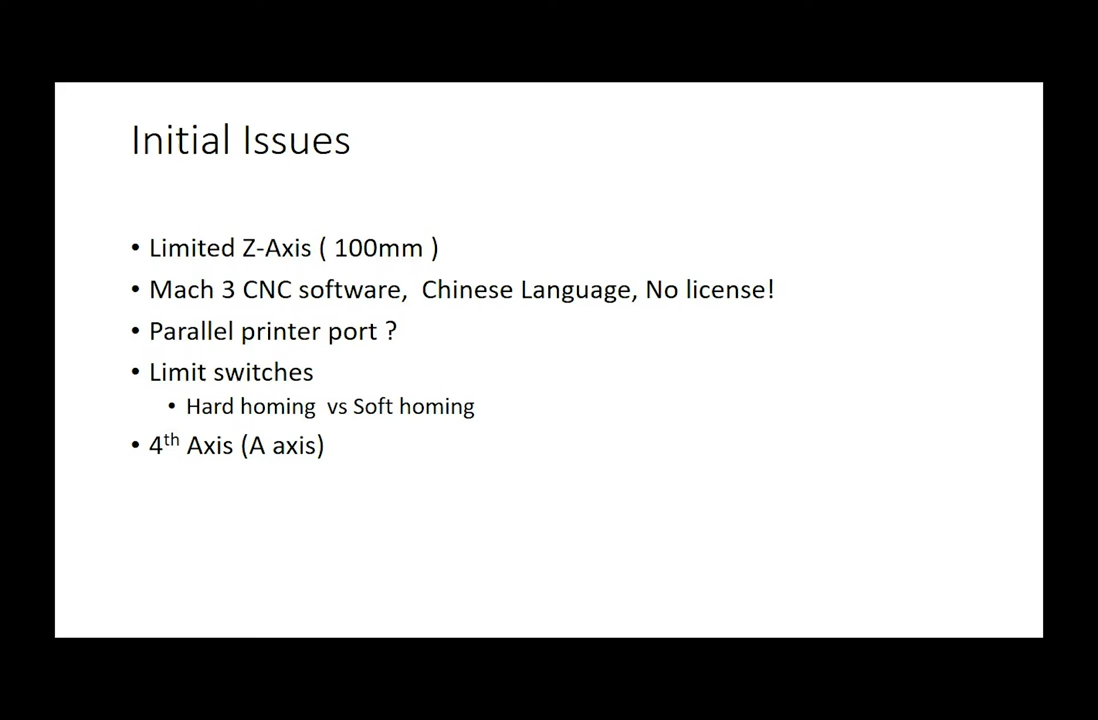 Initial Issues
• Limited Z-Axis ( 100mm )
• Mach 3 CNC software,  Chinese Language, No license!
• Parallel printer port ?
• Limit switches
• Hard homing  vs Soft homing
• 4th Axis (A axis)